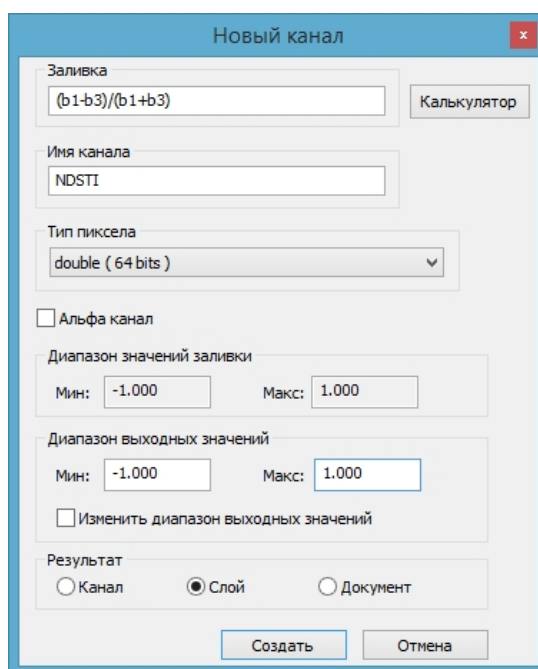 Новый канал
x
Заливка
(b1-b3)/(b1+b3)
Калькулятор
Имя канала
NDSTI
Тип пиксела
double ( 64 bits )
Альфа канал
Диапазон значений заливки
Мин: -1.000 Макс: 1.000
Диапазон выходных значений
Мин: -1.000 Макс: 1.000
Изменить диапазон выходных значений
Результат
Канал Слой Документ
Создать Отмена